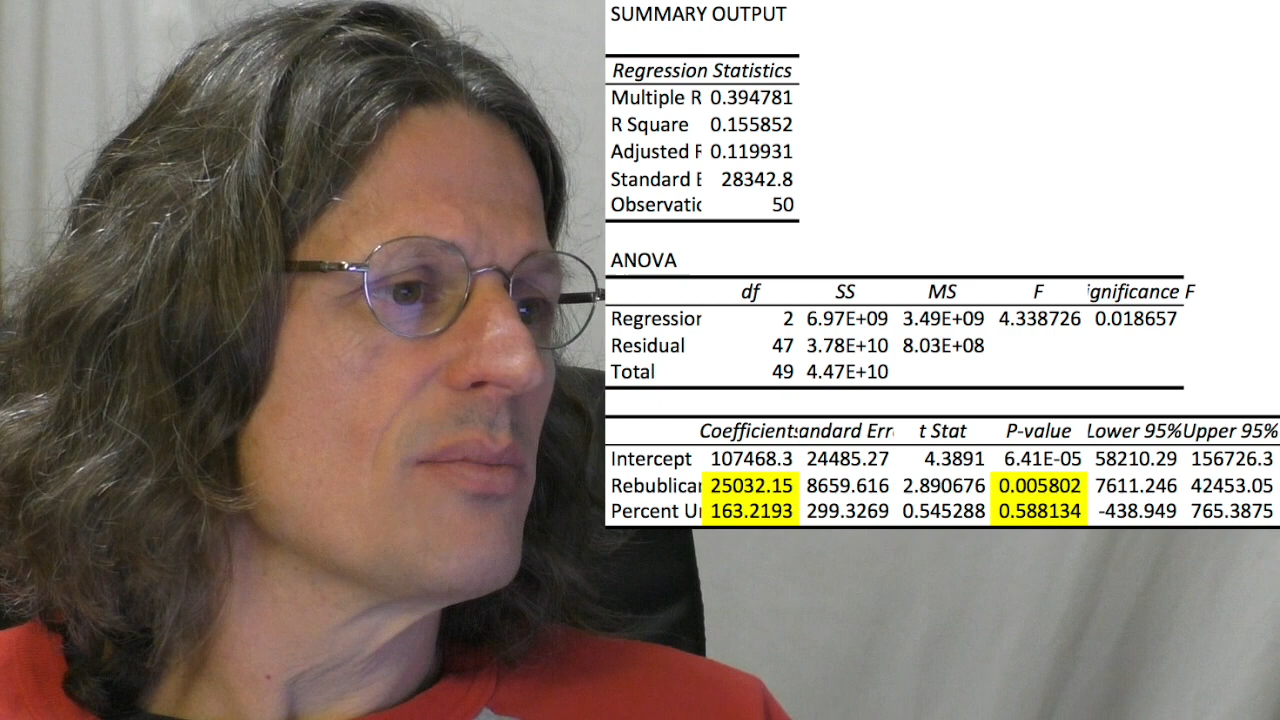 SUMMARY OUTPUT
Regression Statistics
Multiple R 0.394781
R Square 0.155852
Adjusted R 0.119931
Standard E 28342.8
Observatic 50
ANOVA
df SS MS F ignificance F
Regression 2 6.97E+09 3.49E+09 4.338726 0.018657
Residual 47 3.78E+10 8.03E+08
Total 49 4.47E+10
Coefficients andard Err t Stat P-value Lower 95% Upper 95%
Intercept 107468.3 24485.27 4.3891 6.41E-05 58210.29 156726.3
Rebublican 25032.15 8659.616 2.890676 0.005802 7611.246 42453.05
Percent Un 163.2193 299.3269 0.545288 0.588134 -438.949 765.3875